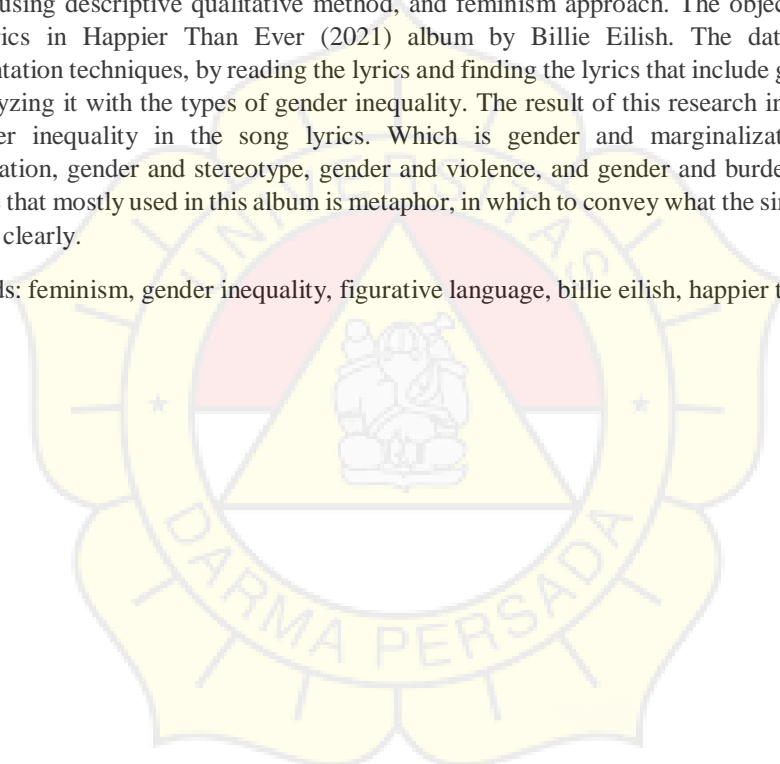 using descriptive qualitative method, and feminism approach. The objec
rics in Happier Than Ever (2021) album by Billie Eilish. The dat
ntation techniques, by reading the lyrics and finding the lyrics that include g
yzing it with the types of gender inequality. The result of this research in
er inequality in the song lyrics. Which is gender and marginalizat
ation, gender and stereotype, gender and violence, and gender and burde
that mostly used in this album is metaphor, in which to convey what the sin
clearly.
ds: feminism, gender inequality, figurative language, billie eilish, happier t
UNIVERSITAS
DARMA PERSADA